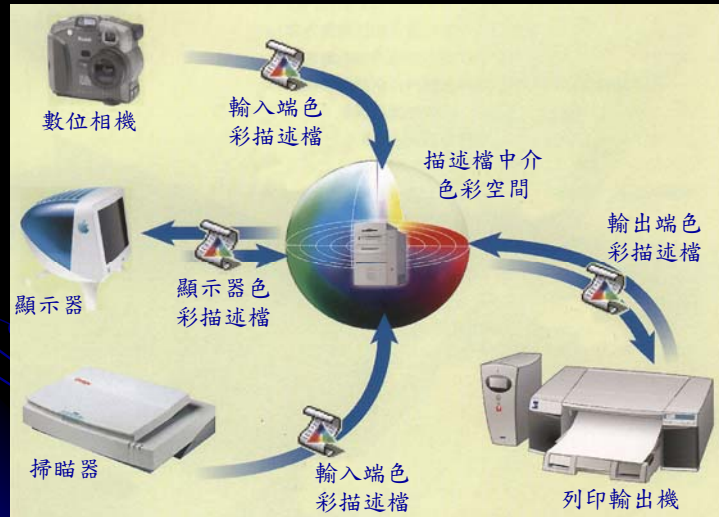 數位相機
輸入端色
彩描述檔
描述檔中介
色彩空間
輸出端色
彩描述檔
顯示器
顯示器色
彩描述檔
掃瞄器
輸入端色
彩描述檔
列印輸出機